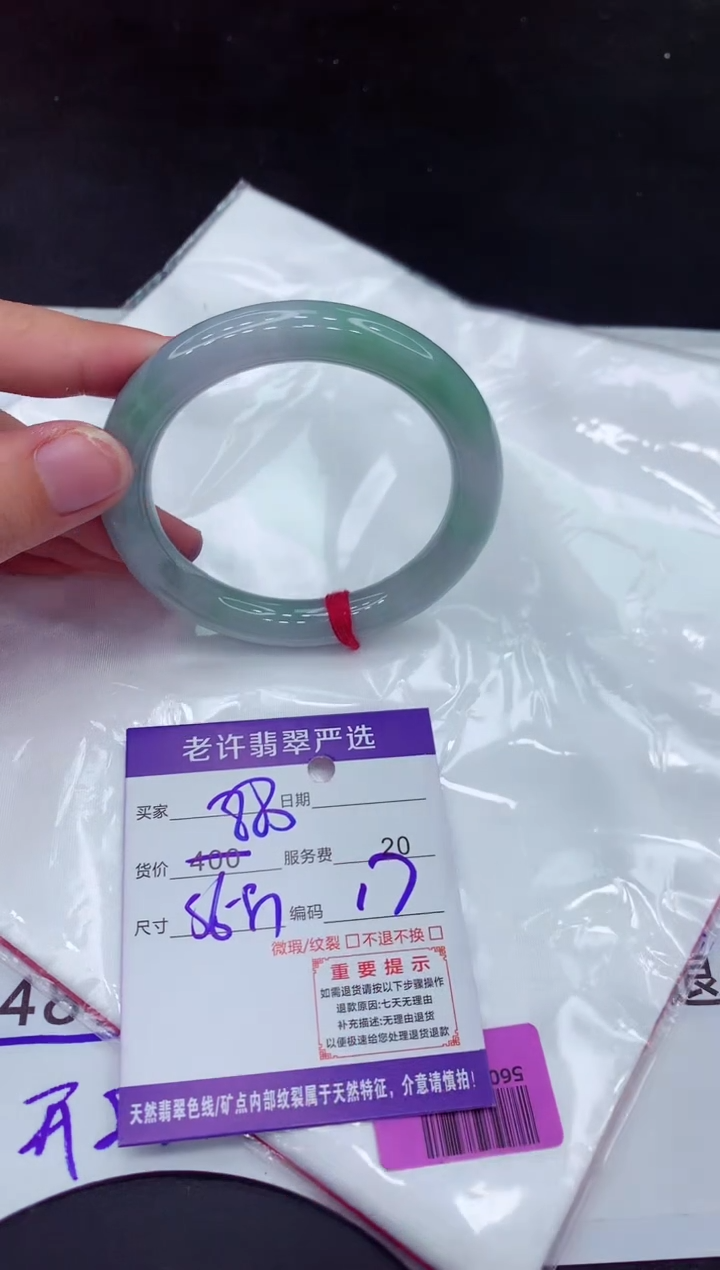 老许翡翠严选
买家 日期
货价 400 服务费 20
尺寸 56-57 编码 17
微瑕/纹裂 □ 不退不换 □
重要提示
如需退货请按以下步骤操作
退款原因:七天无理由
补充描述:无理由退货
以便极速给您处理退货退款
天然翡翠色线/矿点内部纹裂属于天然特征，介意请慎拍！
48
560
开